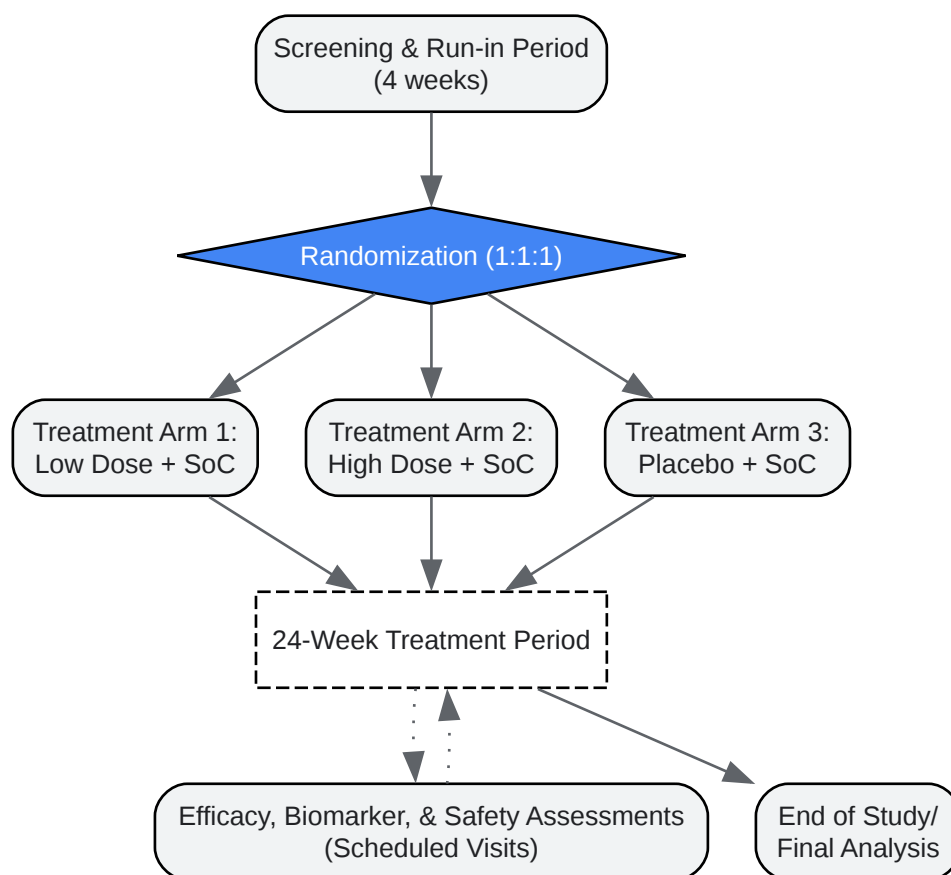 Screening & Run-in Period
(4 weeks)
Randomization (1:1:1)
Treatment Arm 1:
Low Dose + SoC
Treatment Arm 2:
High Dose + SoC
Treatment Arm 3:
Placebo + SoC
24-Week Treatment Period
Efficacy, Biomarker, & Safety Assessments
(Scheduled Visits)
End of Study/
Final Analysis